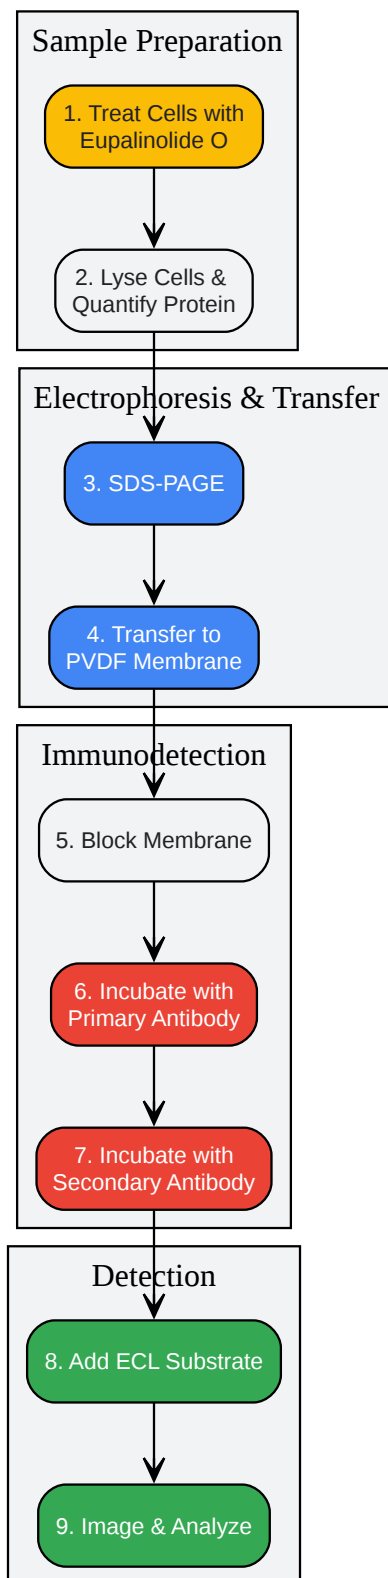 Sample Preparation
1. Treat Cells with
Eupalinolide O
2. Lyse Cells &
Quantify Protein
Electrophoresis & Transfer
3. SDS-PAGE
4. Transfer to
PVDF Membrane
Immunodetection
5. Block Membrane
6. Incubate with
Primary Antibody
7. Incubate with
Secondary Antibody
Detection
8. Add ECL Substrate
9. Image & Analyze